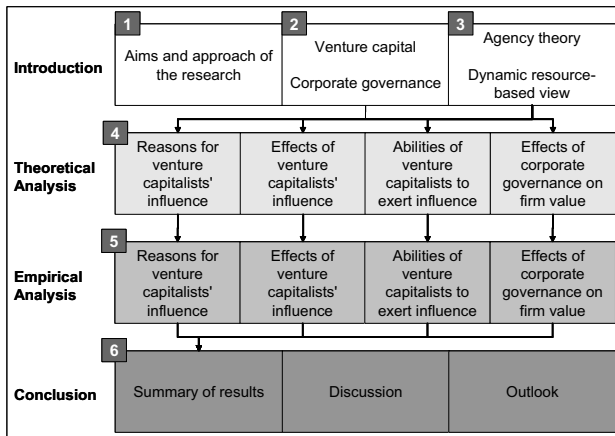 1
2
3
Introduction
Aims and approach of
the research
Venture capital
Corporate governance
Agency theory
Dynamic resource-
based view
4
Theoretical
Analysis
Reasons for
venture
capitalists'
influence
Effects of
venture
capitalists'
influence
Abilities of
venture
capitalists to
exert influence
Effects of
corporate
governance on
firm value
5
Empirical
Analysis
Reasons for
venture
capitalists'
influence
Effects of
venture
capitalists'
influence
Abilities of
venture
capitalists to
exert influence
Effects of
corporate
governance on
firm value
6
Conclusion
Summary of results
Discussion
Outlook